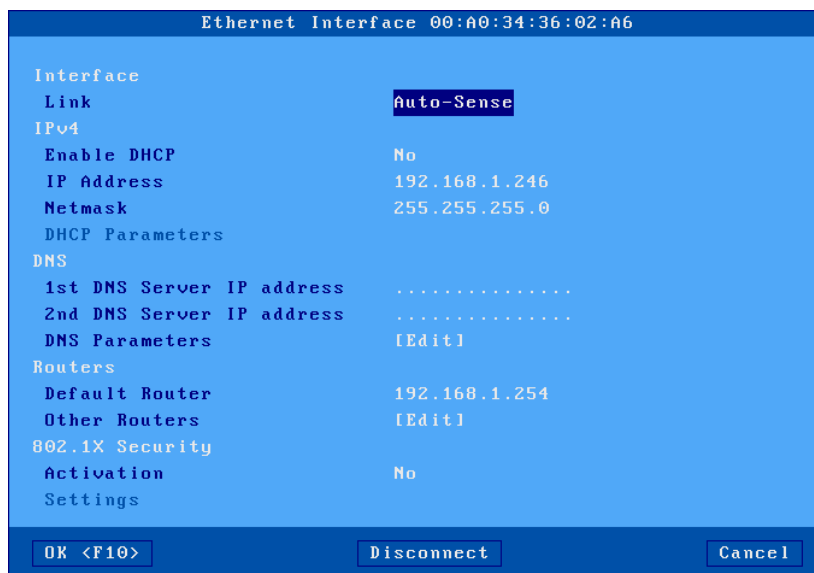 Ethernet Interface 00:A0:34:36:02:A6
Interface
Link Auto-Sense
IPv4
Enable DHCP No
IP Address 192.168.1.246
Netmask 255.255.255.0
DHCP Parameters
DNS
1st DNS Server IP address ...............
2nd DNS Server IP address ...............
DNS Parameters [Edit]
Routers
Default Router 192.168.1.254
Other Routers [Edit]
802.1X Security
Activation No
Settings
OK <F10> Disconnect Cancel